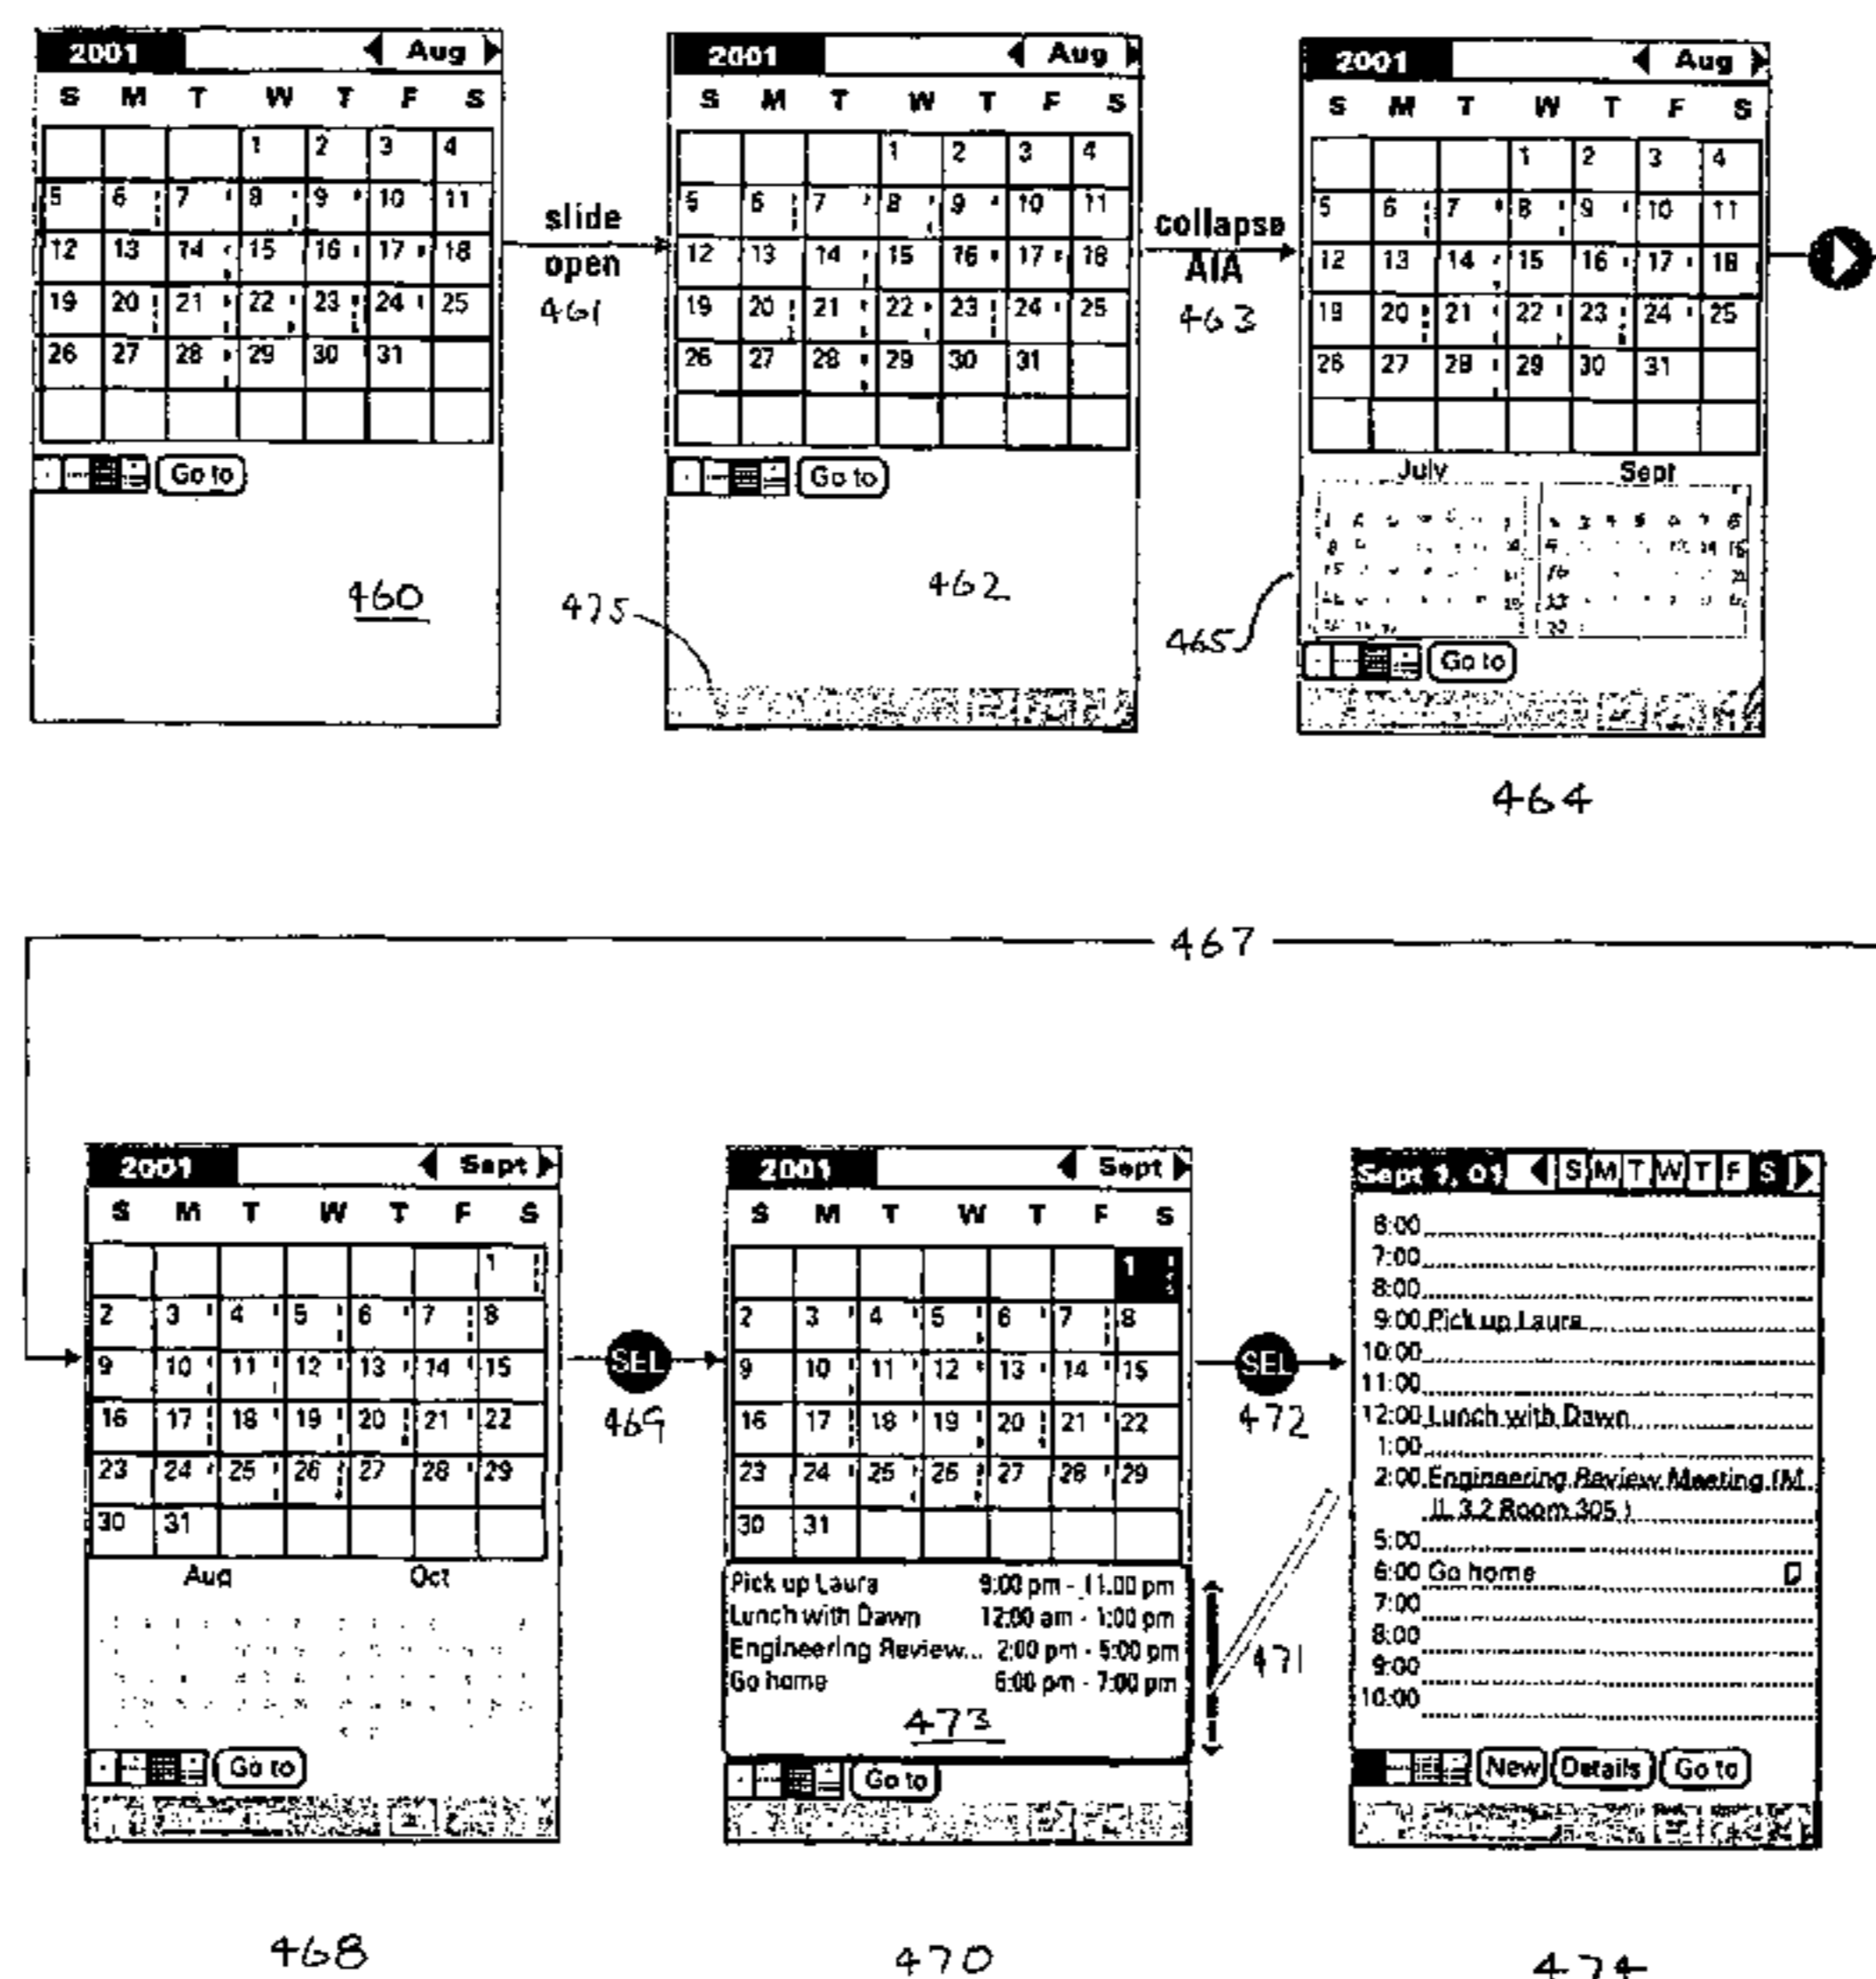 2001 Aug
S M T W T F S
1 2 3 4
5 6 7 8 9 10 11
12 13 14 15 16 17 18
19 20 21 22 23 24 25
26 27 28 29 30 31
Go to
460
slide
open
461
2001 Aug
S M T W T F S
1 2 3 4
5 6 7 8 9 10 11
12 13 14 15 16 17 18
19 20 21 22 23 24 25
26 27 28 29 30 31
Go to
462
475
collapse
AIA
463
2001 Aug
S M T W T F S
1 2 3 4
5 6 7 8 9 10 11
12 13 14 15 16 17 18
19 20 21 22 23 24 25
26 27 28 29 30 31
July Sept
465
Go to
464
467
2001 Sept
S M T W T F S
1
2 3 4 5 6 7 8
9 10 11 12 13 14 15
16 17 18 19 20 21 22
23 24 25 26 27 28 29
30 31
Aug Oct
Go to
468
SEL
469
2001 Sept
S M T W T F S
1
2 3 4 5 6 7 8
9 10 11 12 13 14 15
16 17 18 19 20 21 22
23 24 25 26 27 28 29
30 31
Pick up Laura 9:00 pm - 11:00 pm
Lunch with Dawn 12:00 am - 1:00 pm
Engineering Review... 2:00 pm - 5:00 pm
Go home 6:00 pm - 7:00 pm
473
Go to
470
471
SEL
472
Sept 1, 01 S M T W T F S
6:00
7:00
8:00
9:00 Pick up Laura
10:00
11:00
12:00 Lunch with Dawn
1:00
2:00 Engineering Review Meeting (M
3.2 Room 305 )
5:00
6:00 Go home
7:00
8:00
9:00
10:00
New Details Go to
474